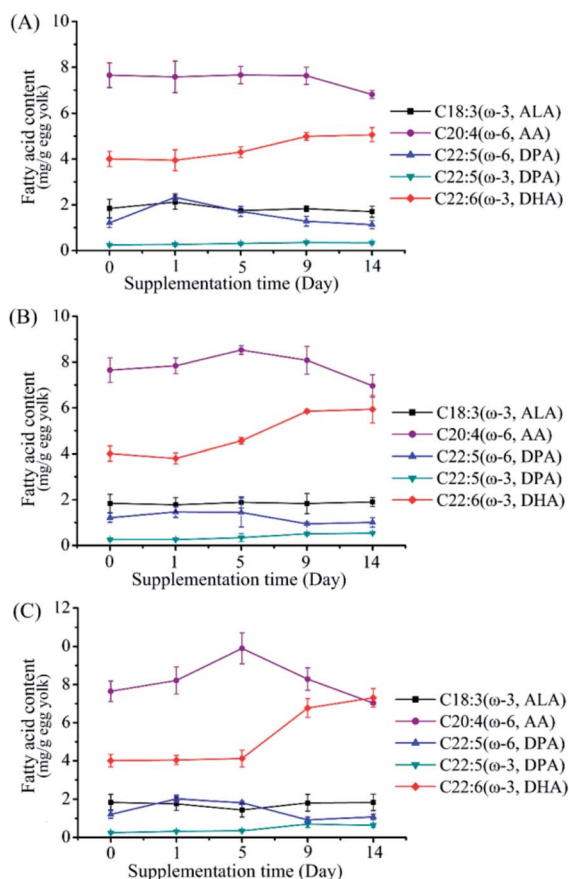 (A)
Fatty acid content
(mg/g egg yolk)
10
8
6
4
2
0
0 1 5 9 14
Supplementation time (Day)
C18:3(ω-3, ALA)
C20:4(ω-6, AA)
C22:5(ω-6, DPA)
C22:5(ω-3, DPA)
C22:6(ω-3, DHA)
(B)
Fatty acid content
(mg/g egg yolk)
10
8
6
4
2
0
0 1 5 9 14
Supplementation time (Day)
C18:3(ω-3, ALA)
C20:4(ω-6, AA)
C22:5(ω-6, DPA)
C22:5(ω-3, DPA)
C22:6(ω-3, DHA)
(C)
Fatty acid content
(mg/g egg yolk)
12
0
8
6
4
2
0
0 1 5 9 14
Supplementation time (Day)
C18:3(ω-3, ALA)
C20:4(ω-6, AA)
C22:5(ω-6, DPA)
C22:5(ω-3, DPA)
C22:6(ω-3, DHA)